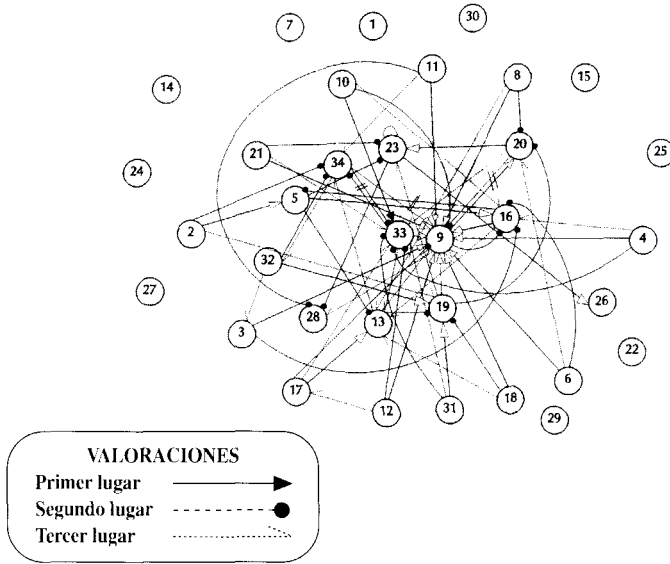 7 1 30
14 10 11 8 15
21 34 23 20 25
24 5
2 33 9 16 4
32
27 28 13 19 26
3 22
17 12 31 18 6
29
VALORACIONES
Primer lugar
Segundo lugar
Tercer lugar